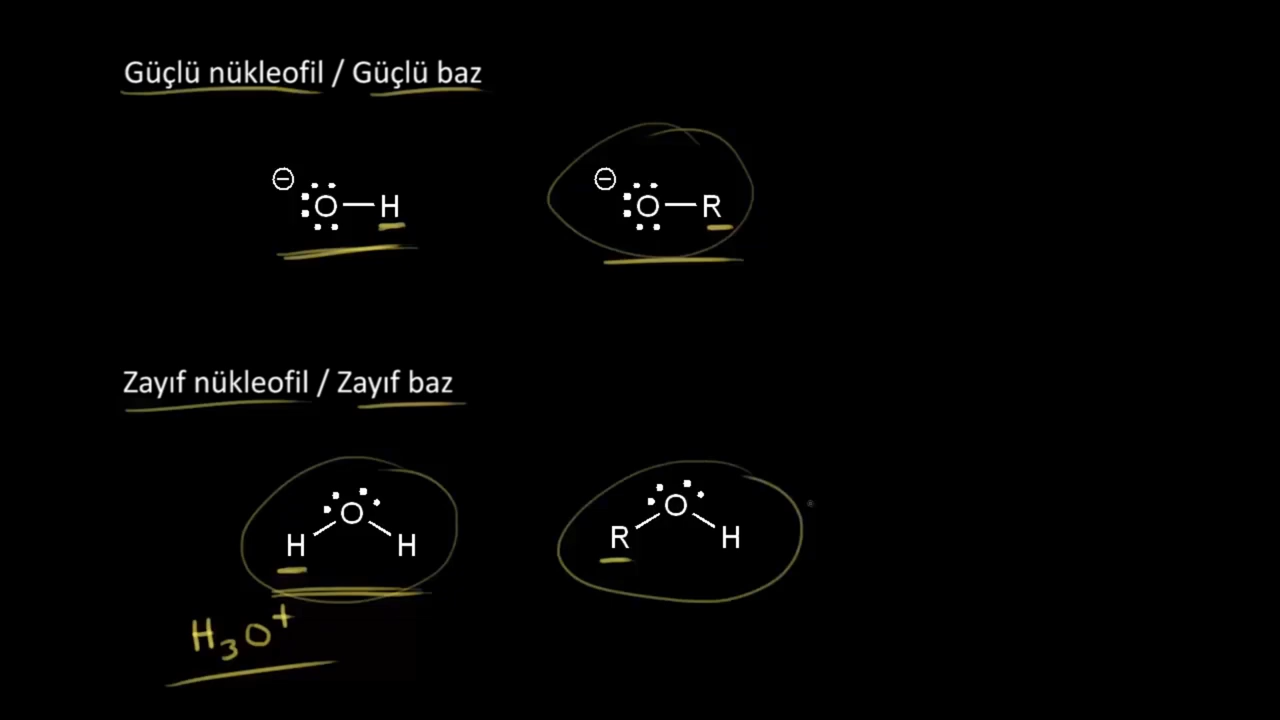 Güçlü nükleofil / Güçlü baz
⊖ O — H
⊖ O — R
Zayıf nükleofil / Zayıf baz
H O H
R O H
H₃O⁺